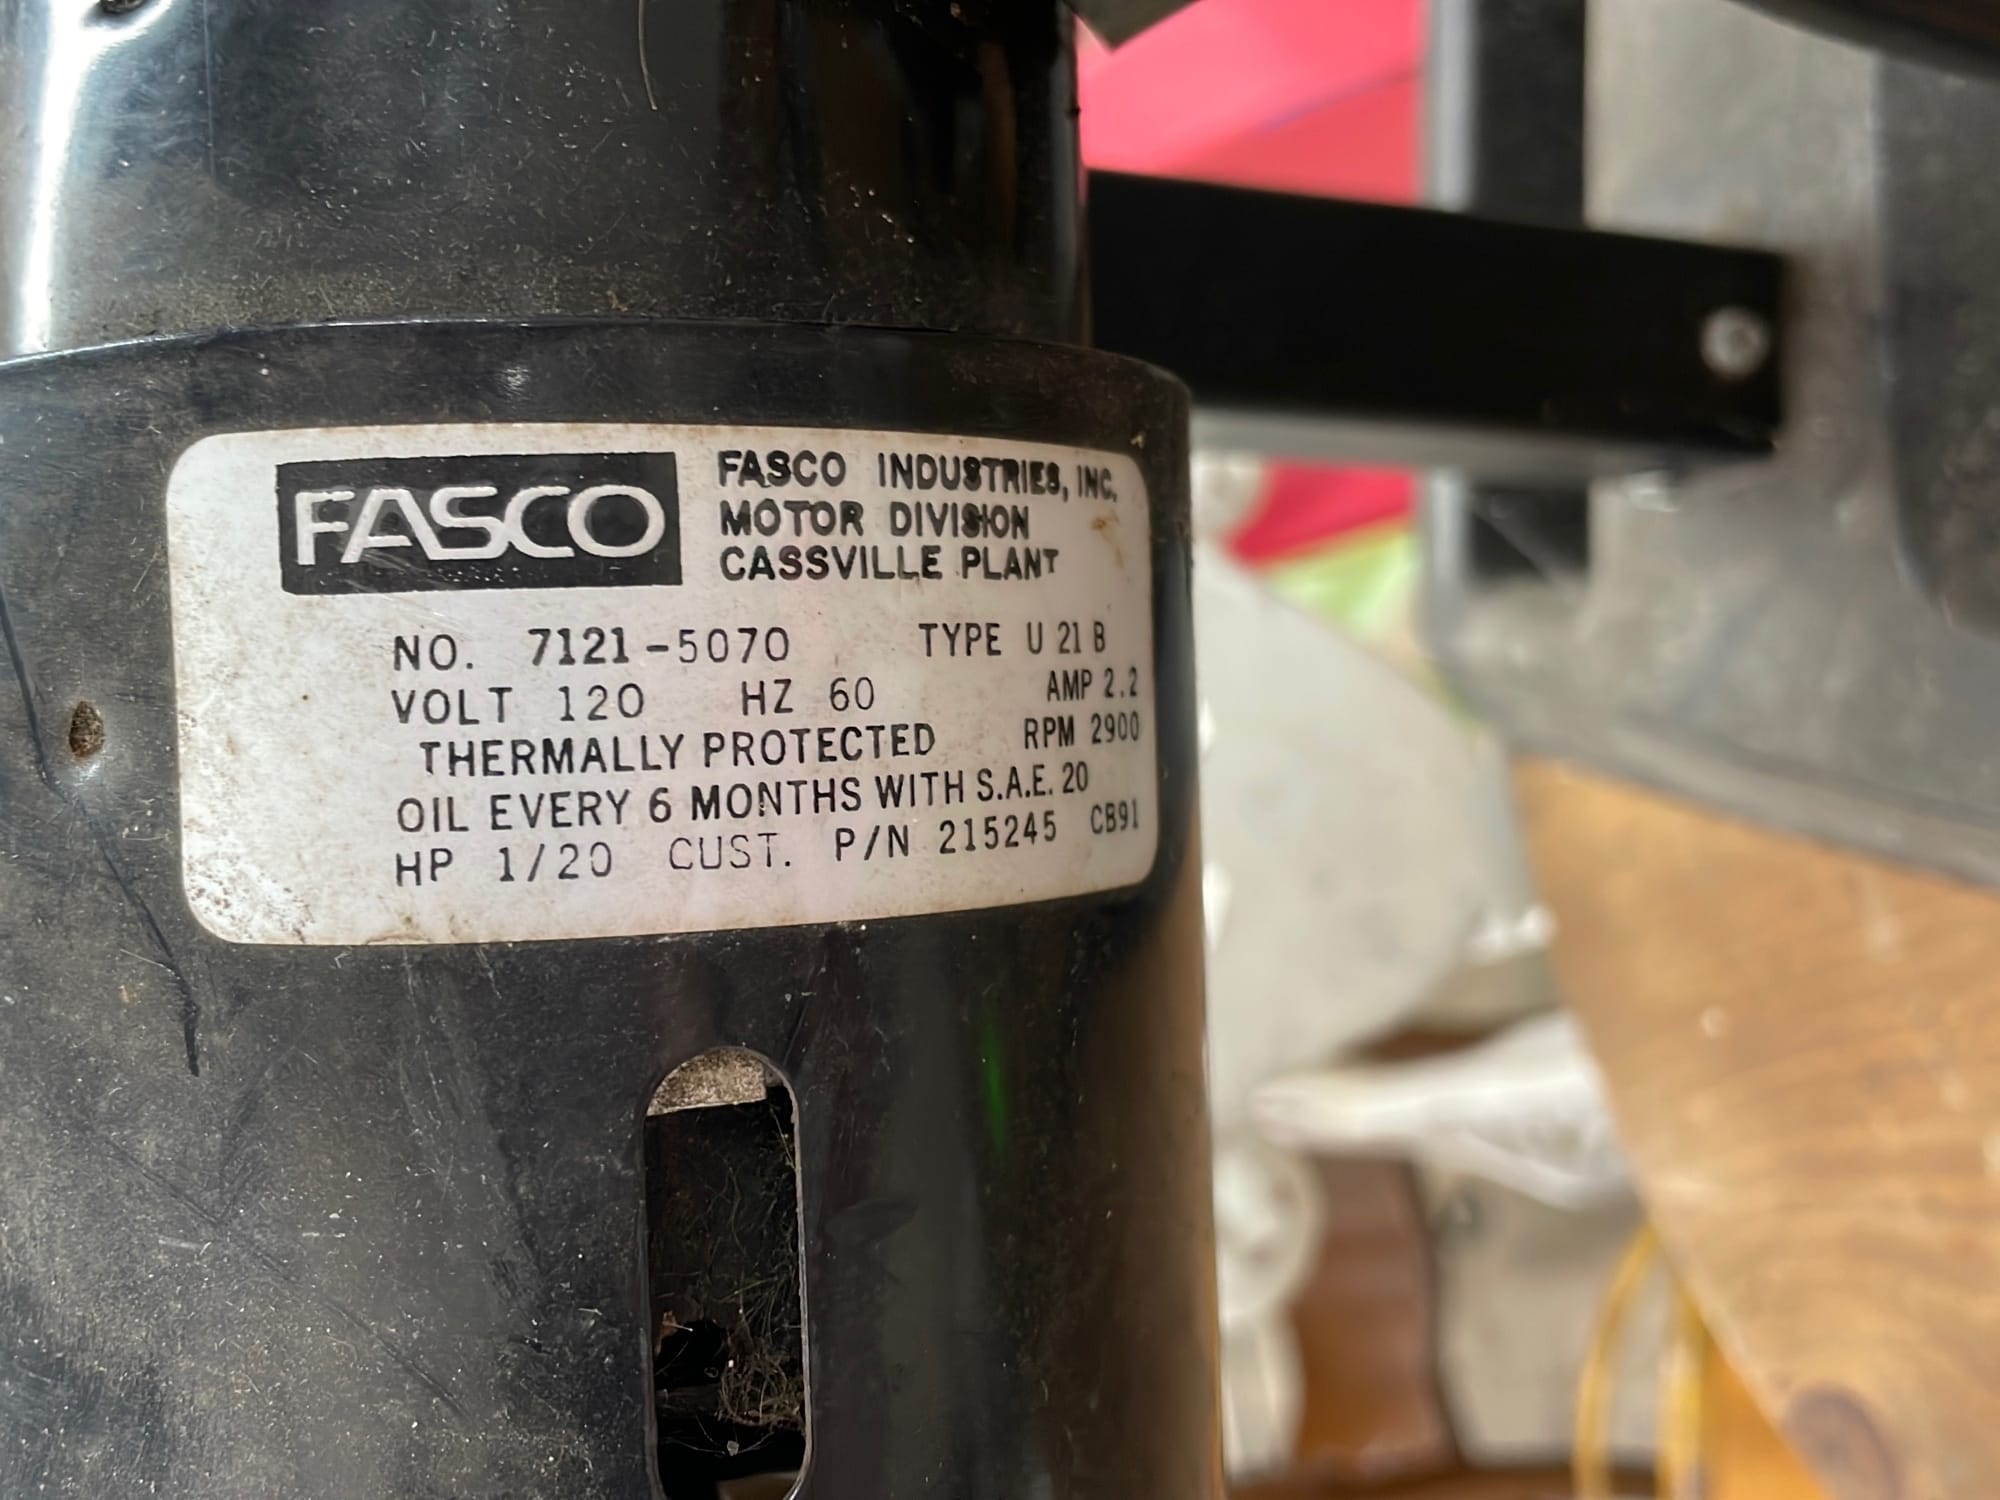 FASCO
FASCO INDUSTRIES, INC.
MOTOR DIVISION
CASSVILLE PLANT
NO. 7121-5070 TYPE U 21 B
VOLT 120 HZ 60 AMP 2.2
THERMALLY PROTECTED RPM 2900
OIL EVERY 6 MONTHS WITH S.A.E. 20
HP 1/20 CUST. P/N 215245 CB91